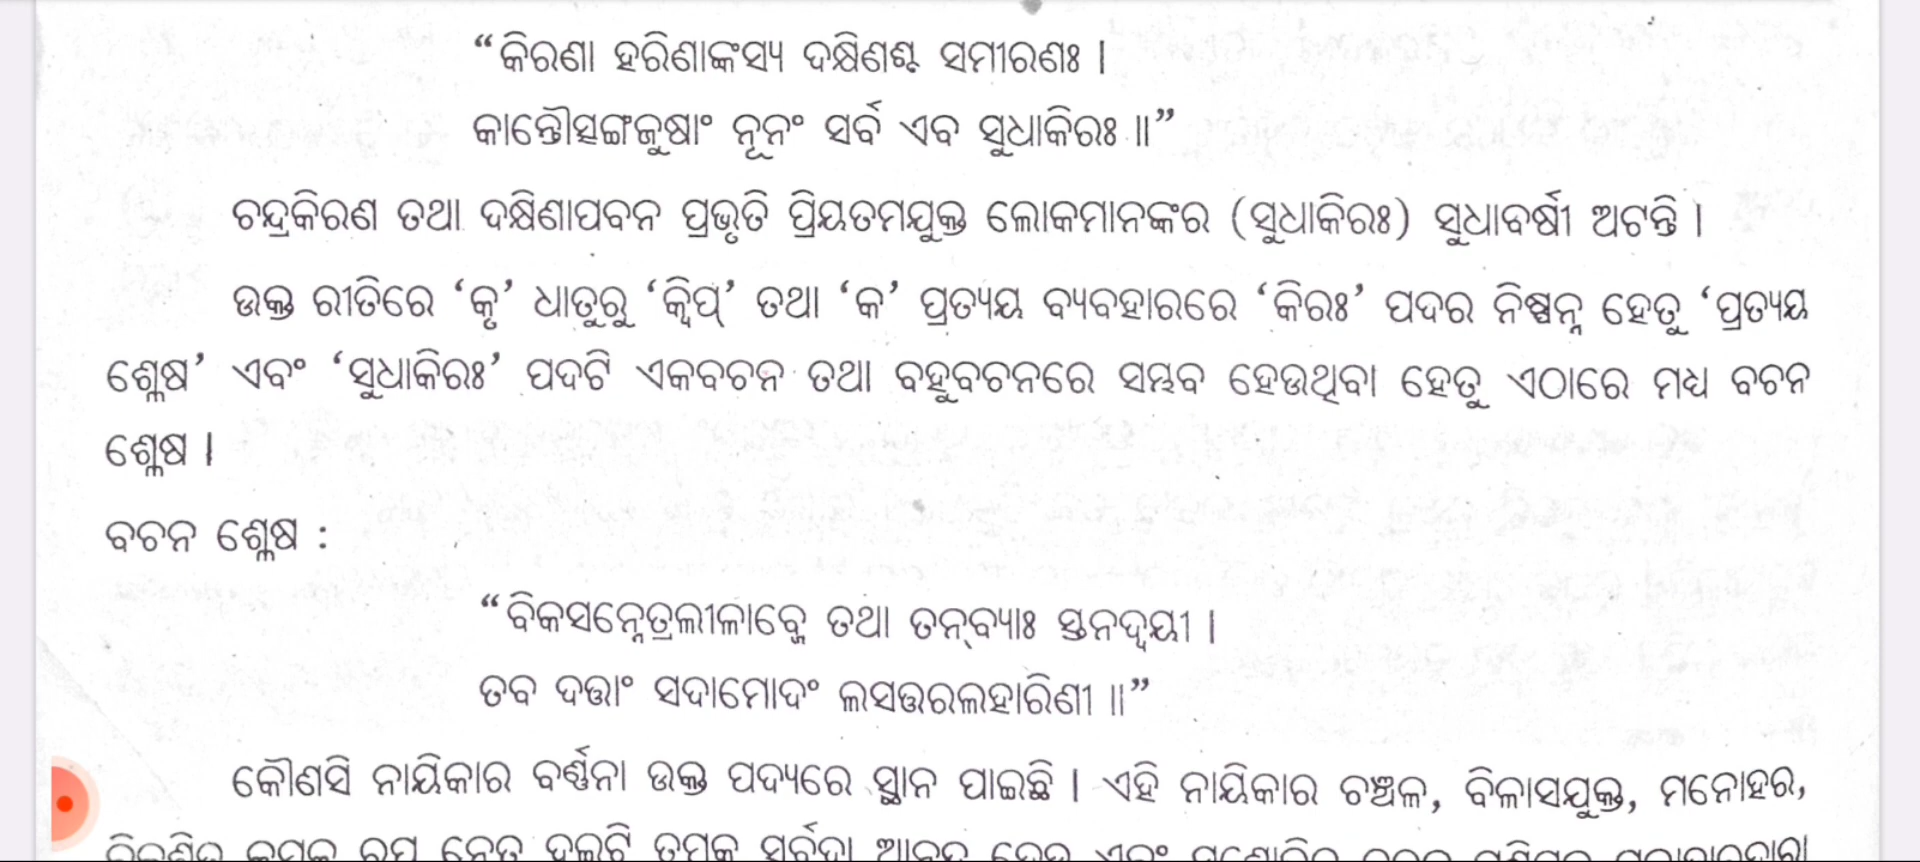 “କିରଣା ହରିଣାଙ୍କସ୍ୟ ଦକ୍ଷିଣଶ୍ଚ ସମୀରଣଃ ।
କାନ୍ତୌତ୍ସଙ୍ଗଜୁଷାଂ ନୂନଂ ସର୍ବ ଏବ ସୁଧାକିରଃ ॥”
ଚନ୍ଦ୍ରକିରଣ ତଥା ଦକ୍ଷିଣାପବନ ପ୍ରଭୃତି ପ୍ରିୟତମଯୁକ୍ତ ଲୋକମାନଙ୍କର (ସୁଧାକିରଃ) ସୁଧାବର୍ଷୀ ଅଟନ୍ତି ।
ଉକ୍ତ ରୀତିରେ ‘କୃ’ ଧାତୁରୁ ‘କ୍ୱିପ୍’ ତଥା ‘କ’ ପ୍ରତ୍ୟୟ ବ୍ୟବହାରରେ ‘କିରଃ’ ପଦର ନିଷ୍ପନ୍ନ ହେତୁ ‘ପ୍ରତ୍ୟୟ
ଶ୍ଳେଷ’ ଏବଂ ‘ସୁଧାକିରଃ’ ପଦଟି ଏକବଚନ ତଥା ବହୁବଚନରେ ସମ୍ଭବ ହେଉଥିବା ହେତୁ ଏଠାରେ ମଧ୍ୟ ବଚନ
ଶ୍ଳେଷ ।
ବଚନ ଶ୍ଳେଷ :
“ବିକସନ୍ନେତ୍ରଲୀଳାବ୍ଜେ ତଥା ତନ୍‌ବ୍ୟାଃ ସ୍ତନଦ୍ୱୟୀ ।
ତବ ଦତ୍ତାଂ ସଦାମୋଦଂ ଲସତ୍ତରଲହାରିଣୀ ॥”
କୌଣସି ନାୟିକାର ବର୍ଣ୍ଣନା ଉକ୍ତ ପଦ୍ୟରେ ସ୍ଥାନ ପାଇଛି । ଏହି ନାୟିକାର ଚଞ୍ଚଳ, ବିଳାସଯୁକ୍ତ, ମନୋହର,